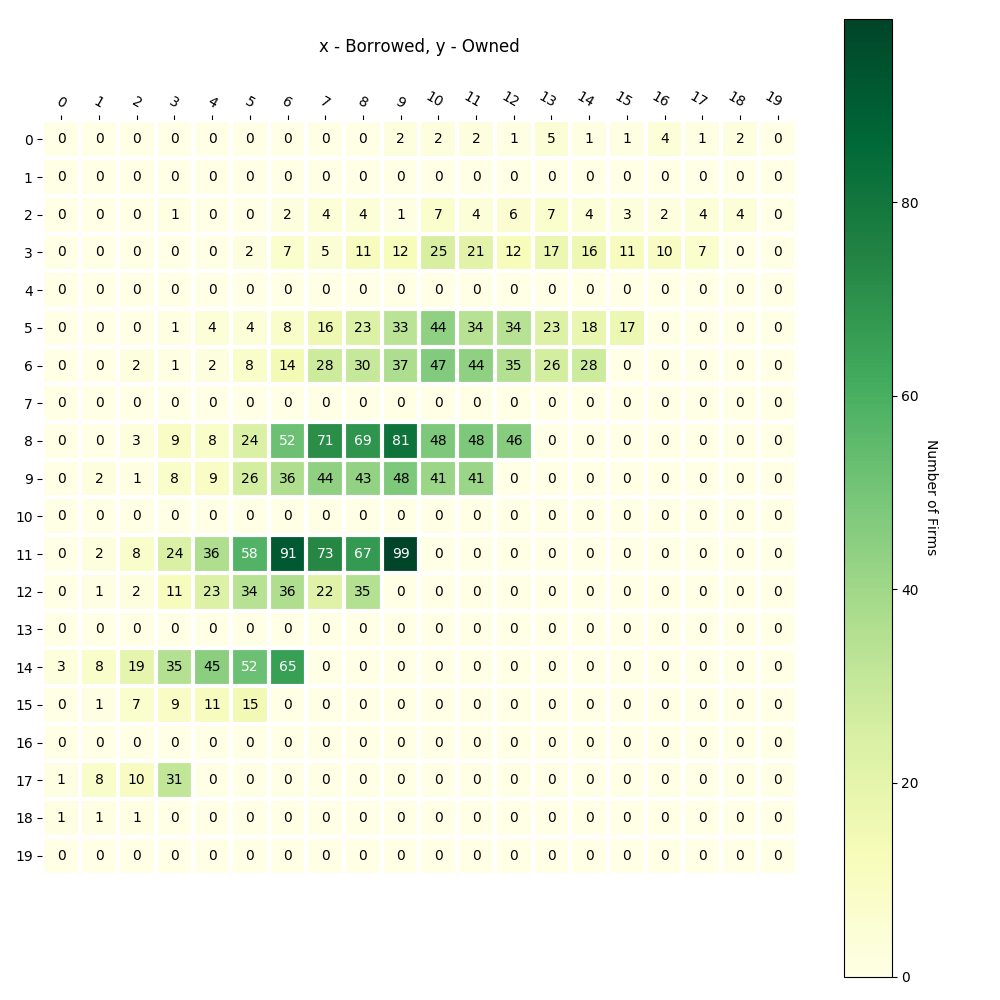 x - Borrowed, y - Owned
0 1 2 3 4 5 6 7 8 9 10 11 12 13 14 15 16 17 18 19
0 0 0 0 0 0 0 0 0 0 2 2 2 1 5 1 1 4 1 2 0
1 0 0 0 0 0 0 0 0 0 0 0 0 0 0 0 0 0 0 0 0
2 0 0 0 1 0 0 2 4 4 1 7 4 6 7 4 3 2 4 4 0
80
3 0 0 0 0 0 2 7 5 11 12 25 21 12 17 16 11 10 7 0 0
4 0 0 0 0 0 0 0 0 0 0 0 0 0 0 0 0 0 0 0 0
5 0 0 0 1 4 4 8 16 23 33 44 34 34 23 18 17 0 0 0 0
6 0 0 2 1 2 8 14 28 30 37 47 44 35 26 28 0 0 0 0 0
60
7 0 0 0 0 0 0 0 0 0 0 0 0 0 0 0 0 0 0 0 0
8 0 0 3 9 8 24 52 71 69 81 48 48 46 0 0 0 0 0 0 0
9 0 2 1 8 9 26 36 44 43 48 41 41 0 0 0 0 0 0 0 0
Number of Firms
10 0 0 0 0 0 0 0 0 0 0 0 0 0 0 0 0 0 0 0 0
11 0 2 8 24 36 58 91 73 67 99 0 0 0 0 0 0 0 0 0 0
12 0 1 2 11 23 34 36 22 35 0 0 0 0 0 0 0 0 0 0 0
40
13 0 0 0 0 0 0 0 0 0 0 0 0 0 0 0 0 0 0 0 0
14 3 8 19 35 45 52 65 0 0 0 0 0 0 0 0 0 0 0 0 0
15 0 1 7 9 11 15 0 0 0 0 0 0 0 0 0 0 0 0 0 0
16 0 0 0 0 0 0 0 0 0 0 0 0 0 0 0 0 0 0 0 0
17 1 8 10 31 0 0 0 0 0 0 0 0 0 0 0 0 0 0 0 0
20
18 1 1 1 0 0 0 0 0 0 0 0 0 0 0 0 0 0 0 0 0
19 0 0 0 0 0 0 0 0 0 0 0 0 0 0 0 0 0 0 0 0
0